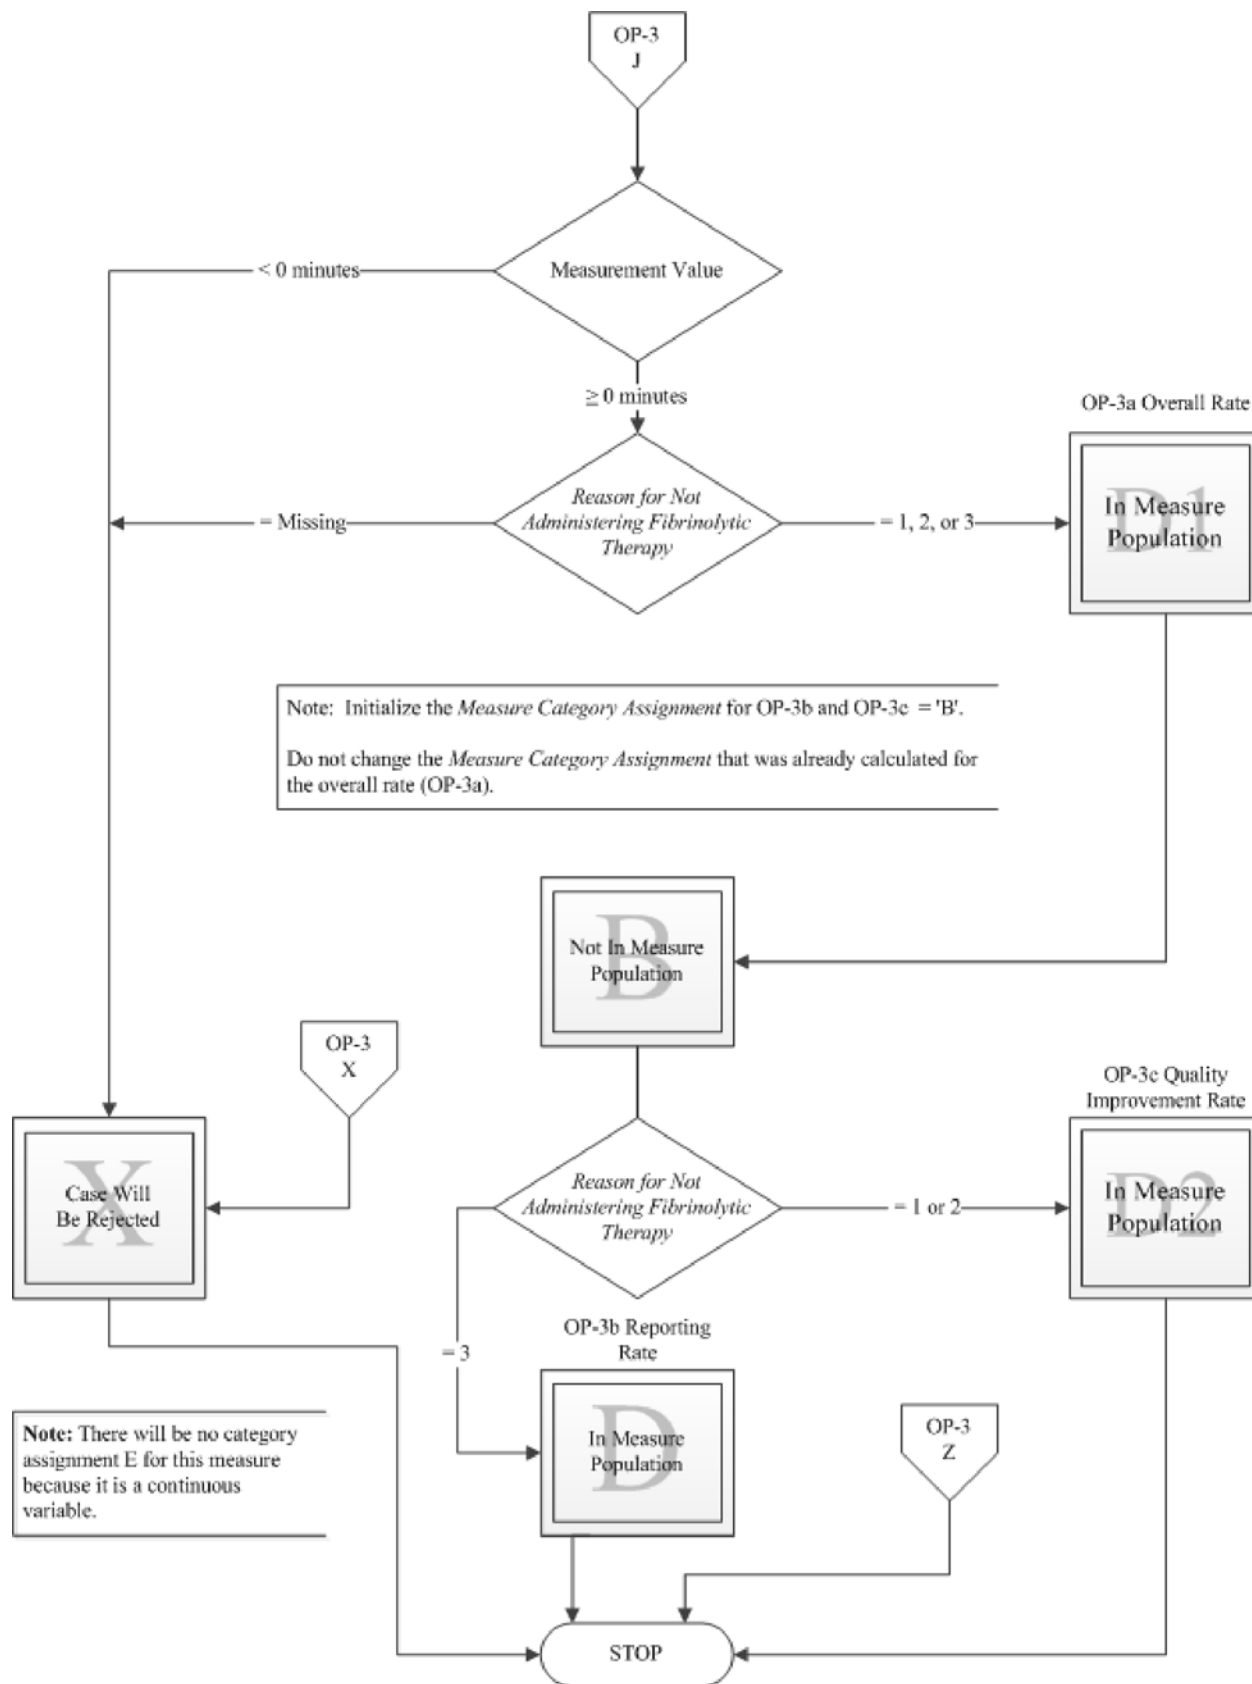 OP-3
J
< 0 minutes
Measurement Value
≥ 0 minutes
OP-3a Overall Rate
= Missing
Reason for Not
Administering Fibrinolytic
Therapy
= 1, 2, or 3
D1
In Measure
Population
Note: Initialize the Measure Category Assignment for OP-3b and OP-3c = 'B'.
Do not change the Measure Category Assignment that was already calculated for
the overall rate (OP-3a).
B
Not In Measure
Population
OP-3
X
OP-3c Quality
Improvement Rate
X
Case Will
Be Rejected
Reason for Not
Administering Fibrinolytic
Therapy
= 1 or 2
D2
In Measure
Population
= 3
OP-3b Reporting
Rate
D
In Measure
Population
OP-3
Z
Note: There will be no category
assignment E for this measure
because it is a continuous
variable.
STOP